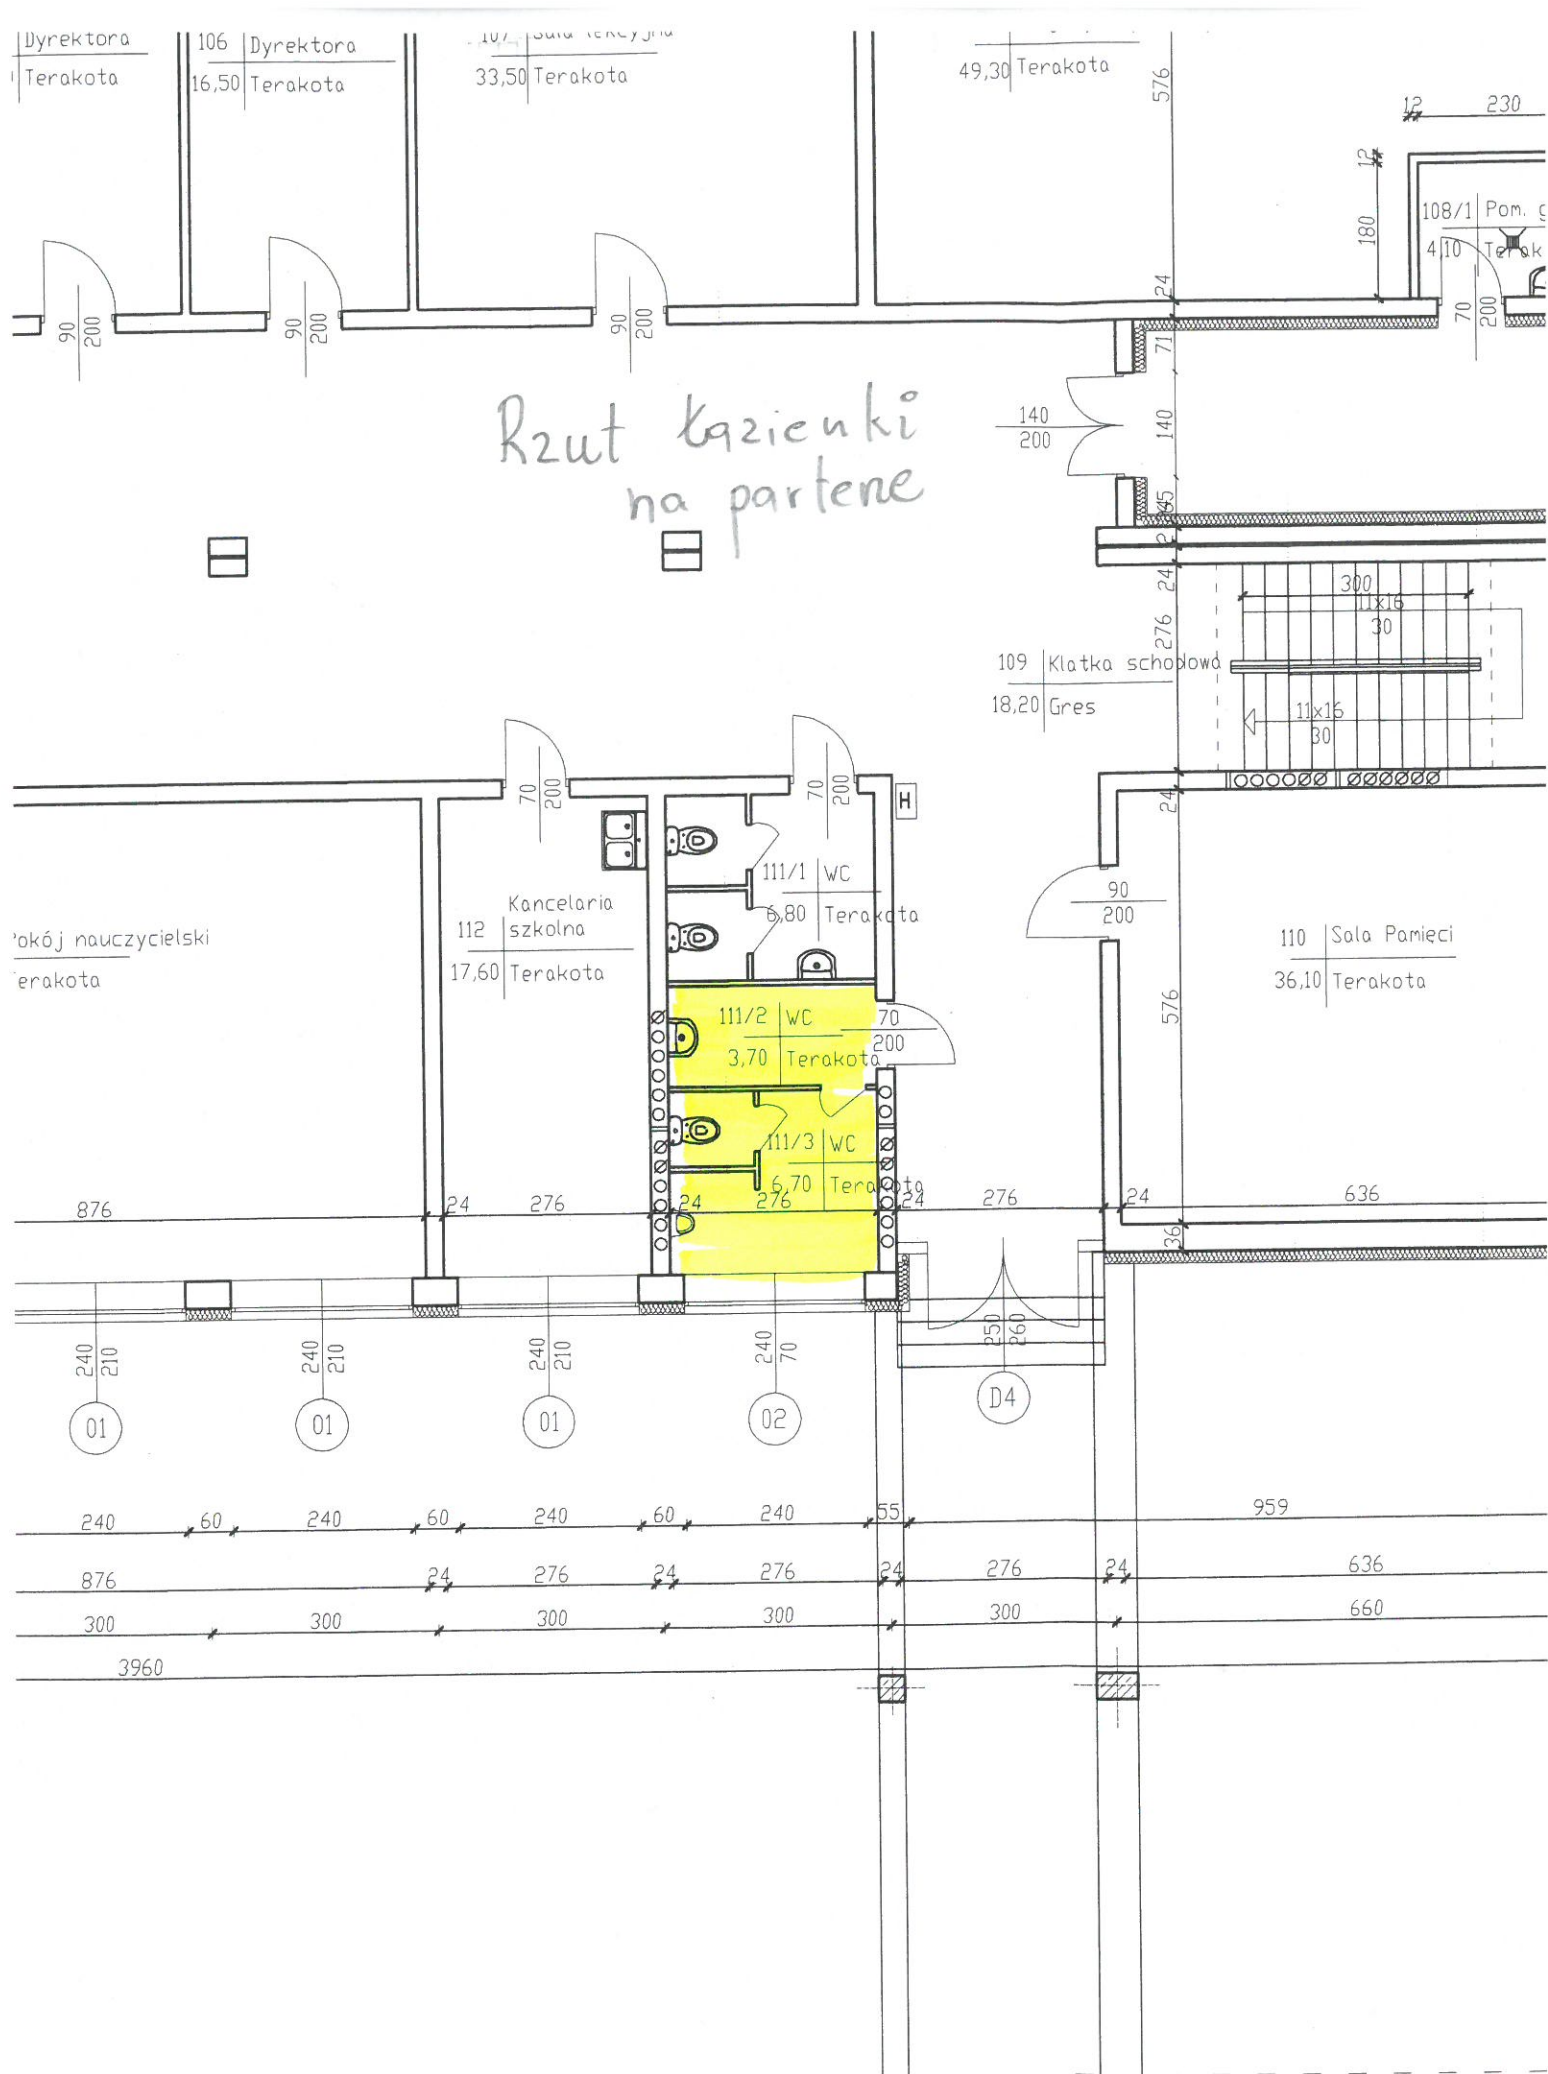 Dyrektora
Terakota
106 Dyrektora
16,50 Terakota
107 Sala lekcyjna
33,50 Terakota
49,30 Terakota
576
12 230
12
180
108/1 Pom.
4,10 Terak
24
70
200
90
200
90
200
90
200
71
140
200
140
Rzut łazienki
na parterze
24
300
11x16
30
276
109 Klatka schodowa
18,20 Gres
11x16
30
70
200
70
200
H
24
111/1 WC
6,80 Terakota
90
200
Kancelaria
112 szkolna
17,60 Terakota
okój nauczycielski
erakota
110 Sala Pamięci
36,10 Terakota
576
111/2 WC
3,70 Terakota
70
200
111/3 WC
6,70 Terakota
876 24 276 24 276 24 276 24 636
36
240
210
240
210
240
210
240
70
250
260
01 01 01 02 D4
240 60 240 60 240 60 240 55 959
876 24 276 24 276 24 276 24 636
300 300 300 300 300 660
3960